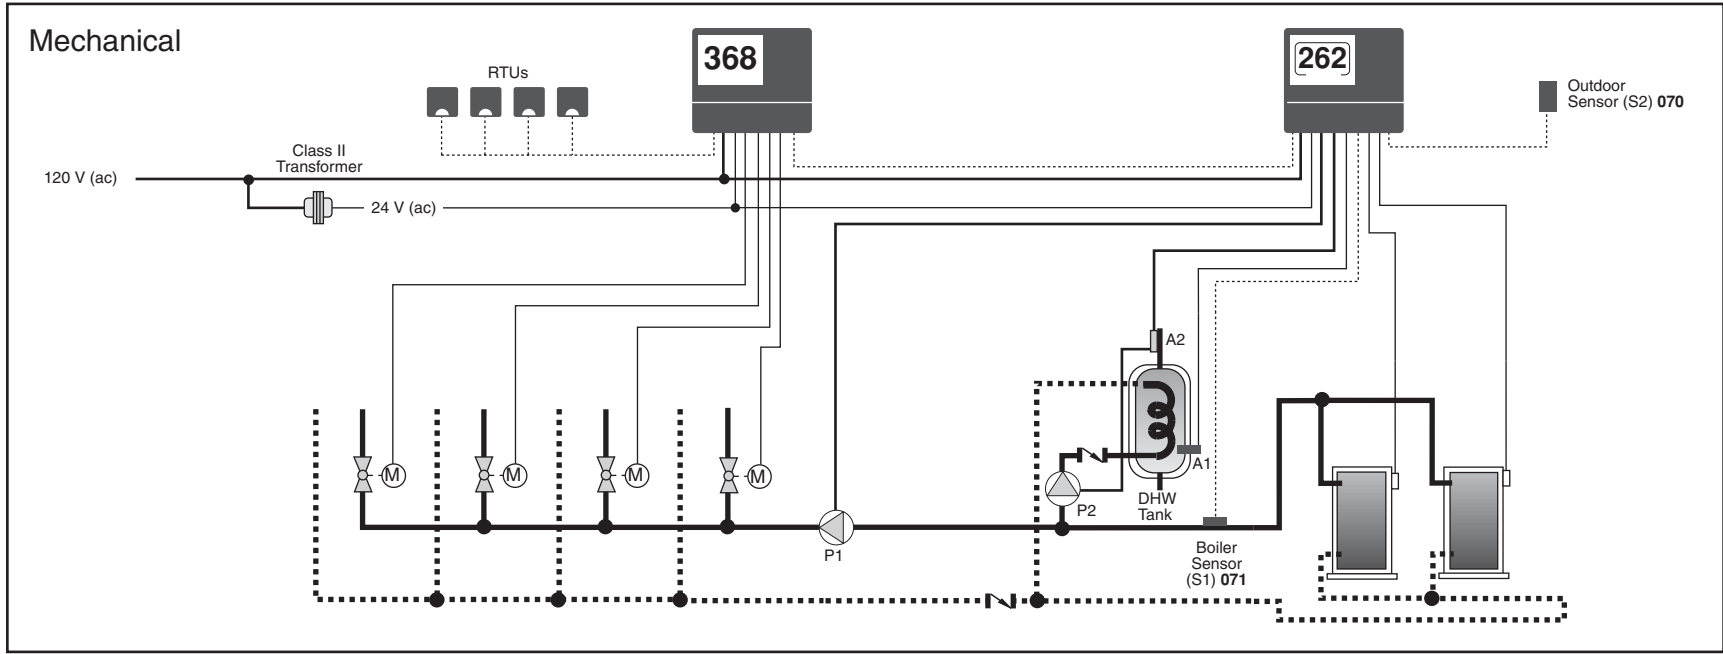 Mechanical
368
262
RTUs
Outdoor
Sensor (S2) 070
Class II
Transformer
120 V (ac)
24 V (ac)
A2
M
M
M
M
A1
P2
DHW
Tank
P1
Boiler
Sensor
(S1) 071